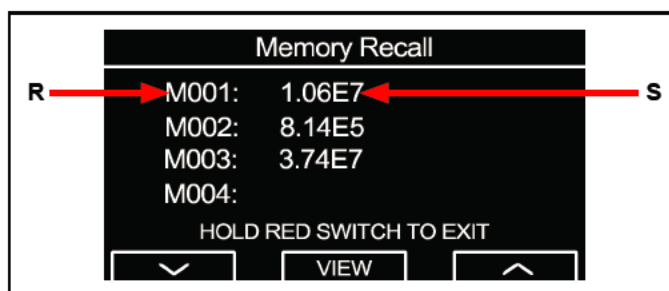 Memory Recall
R M001: 1.06E7 S
M002: 8.14E5
M003: 3.74E7
M004:
HOLD RED SWITCH TO EXIT
VIEW